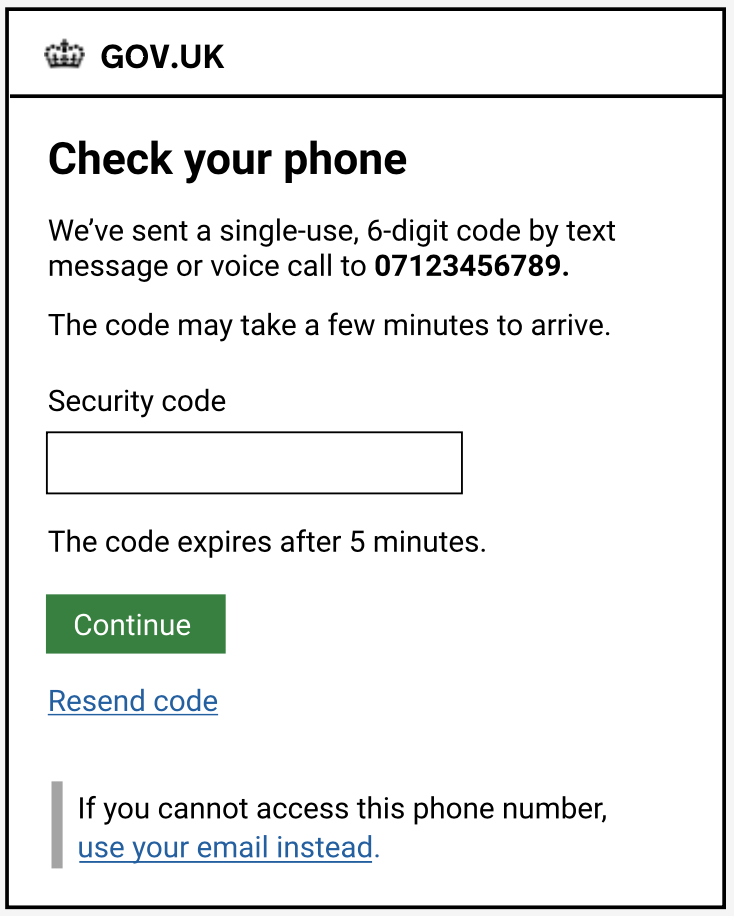 GOV.UK
Check your phone
We’ve sent a single-use, 6-digit code by text
message or voice call to 07123456789.
The code may take a few minutes to arrive.
Security code
The code expires after 5 minutes.
Continue
Resend code
If you cannot access this phone number,
use your email instead.